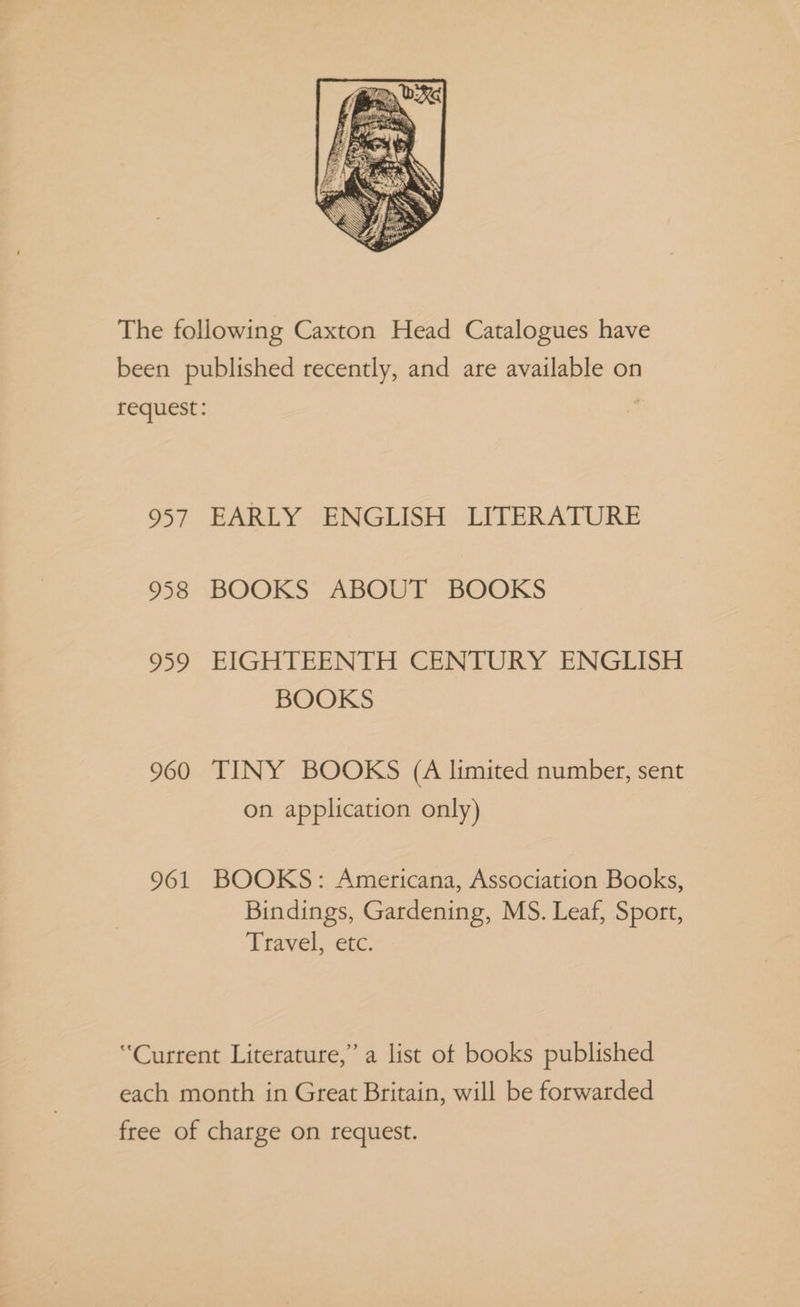 The following Caxton Head Catalogues have
been published recently, and are available on
request:
957 EARLY ENGLISH LITERATURE
958 BOOKS ABOUT BOOKS
959 EIGHTEENTH CENTURY ENGLISH
BOOKS
960 TINY BOOKS (A limited number, sent
on application only)
961 BOOKS: Americana, Association Books,
Bindings, Gardening, MS. Leaf, Sport,
Travel, etc.
“Current Literature,” a list of books published
each month in Great Britain, will be forwarded
free of charge on request.